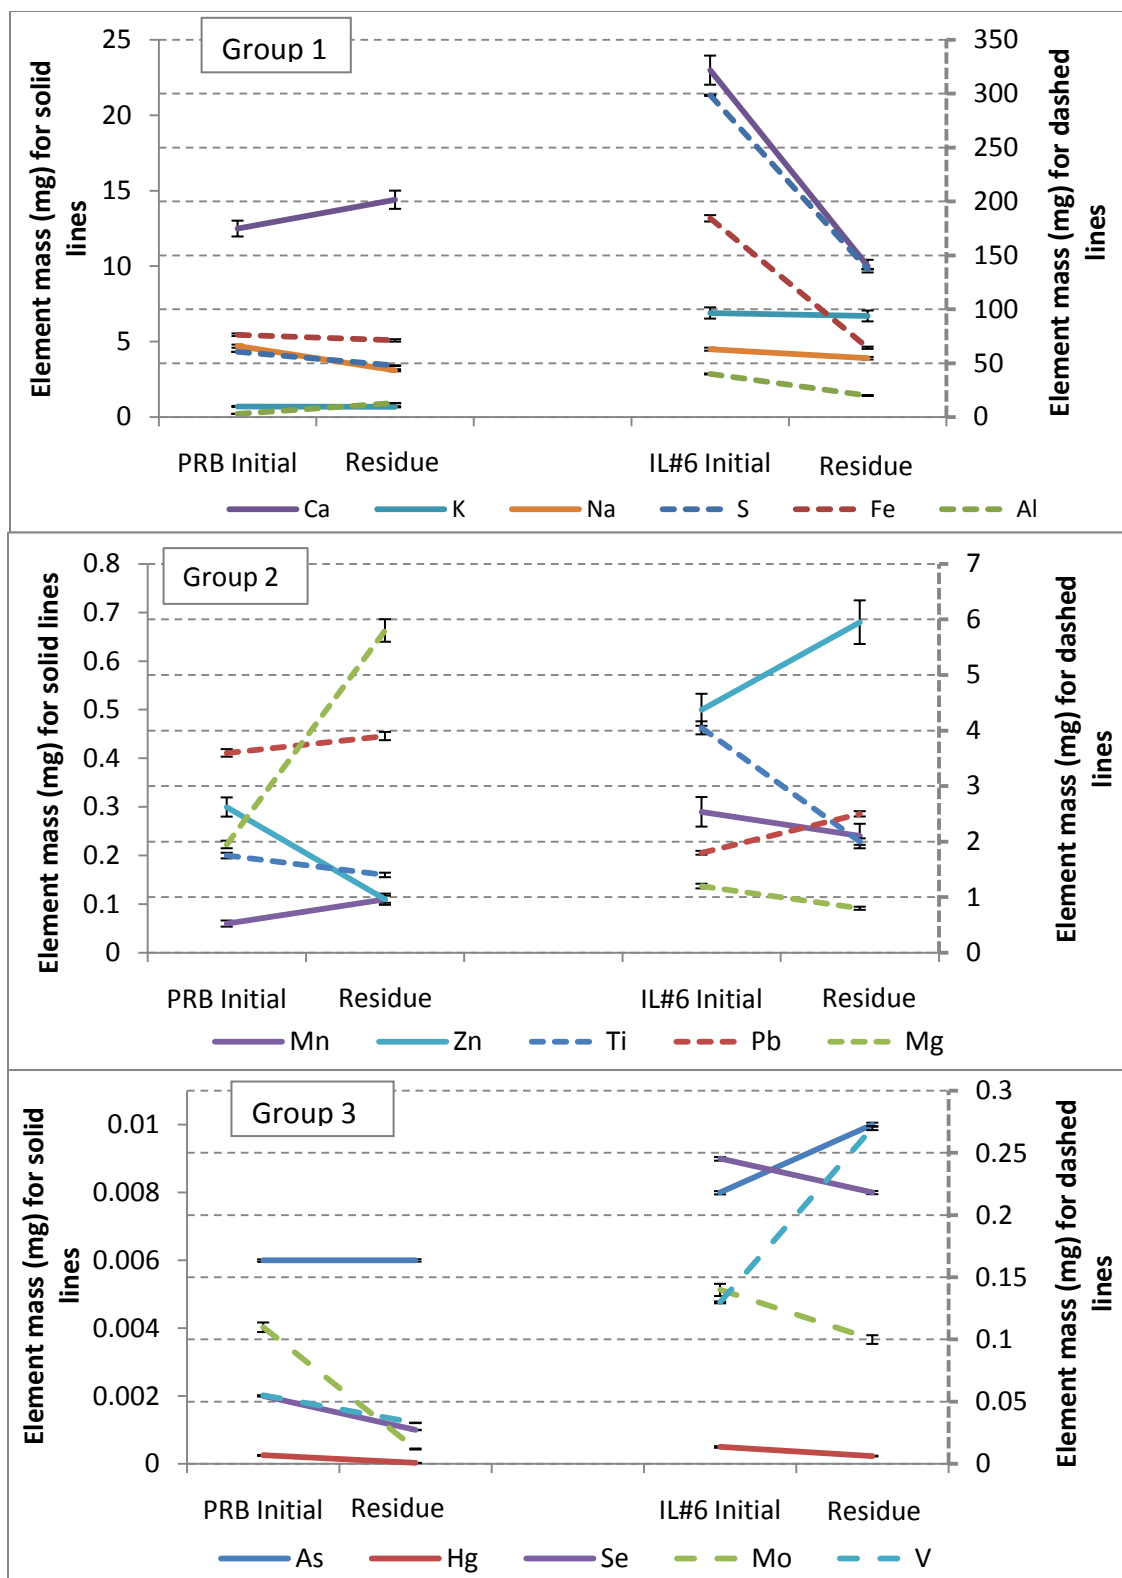 Group 1
Element mass (mg) for solid
lines
25
20
15
10
5
0
350
300
250
200
150
100
50
0
Element mass (mg) for dashed
lines
PRB Initial
Residue
IL#6 Initial
Residue
Ca
K
Na
S
Fe
Al
Group 2
Element mass (mg) for solid lines
0.8
0.7
0.6
0.5
0.4
0.3
0.2
0.1
0
7
6
5
4
3
2
1
0
Element mass (mg) for dashed
lines
PRB Initial
Residue
IL#6 Initial
Residue
Mn
Zn
Ti
Pb
Mg
Group 3
Element mass (mg) for solid
lines
0.01
0.008
0.006
0.004
0.002
0
0.3
0.25
0.2
0.15
0.1
0.05
0
Element mass (mg) for dashed
lines
PRB Initial
Residue
IL#6 Initial
Residue
As
Hg
Se
Mo
V